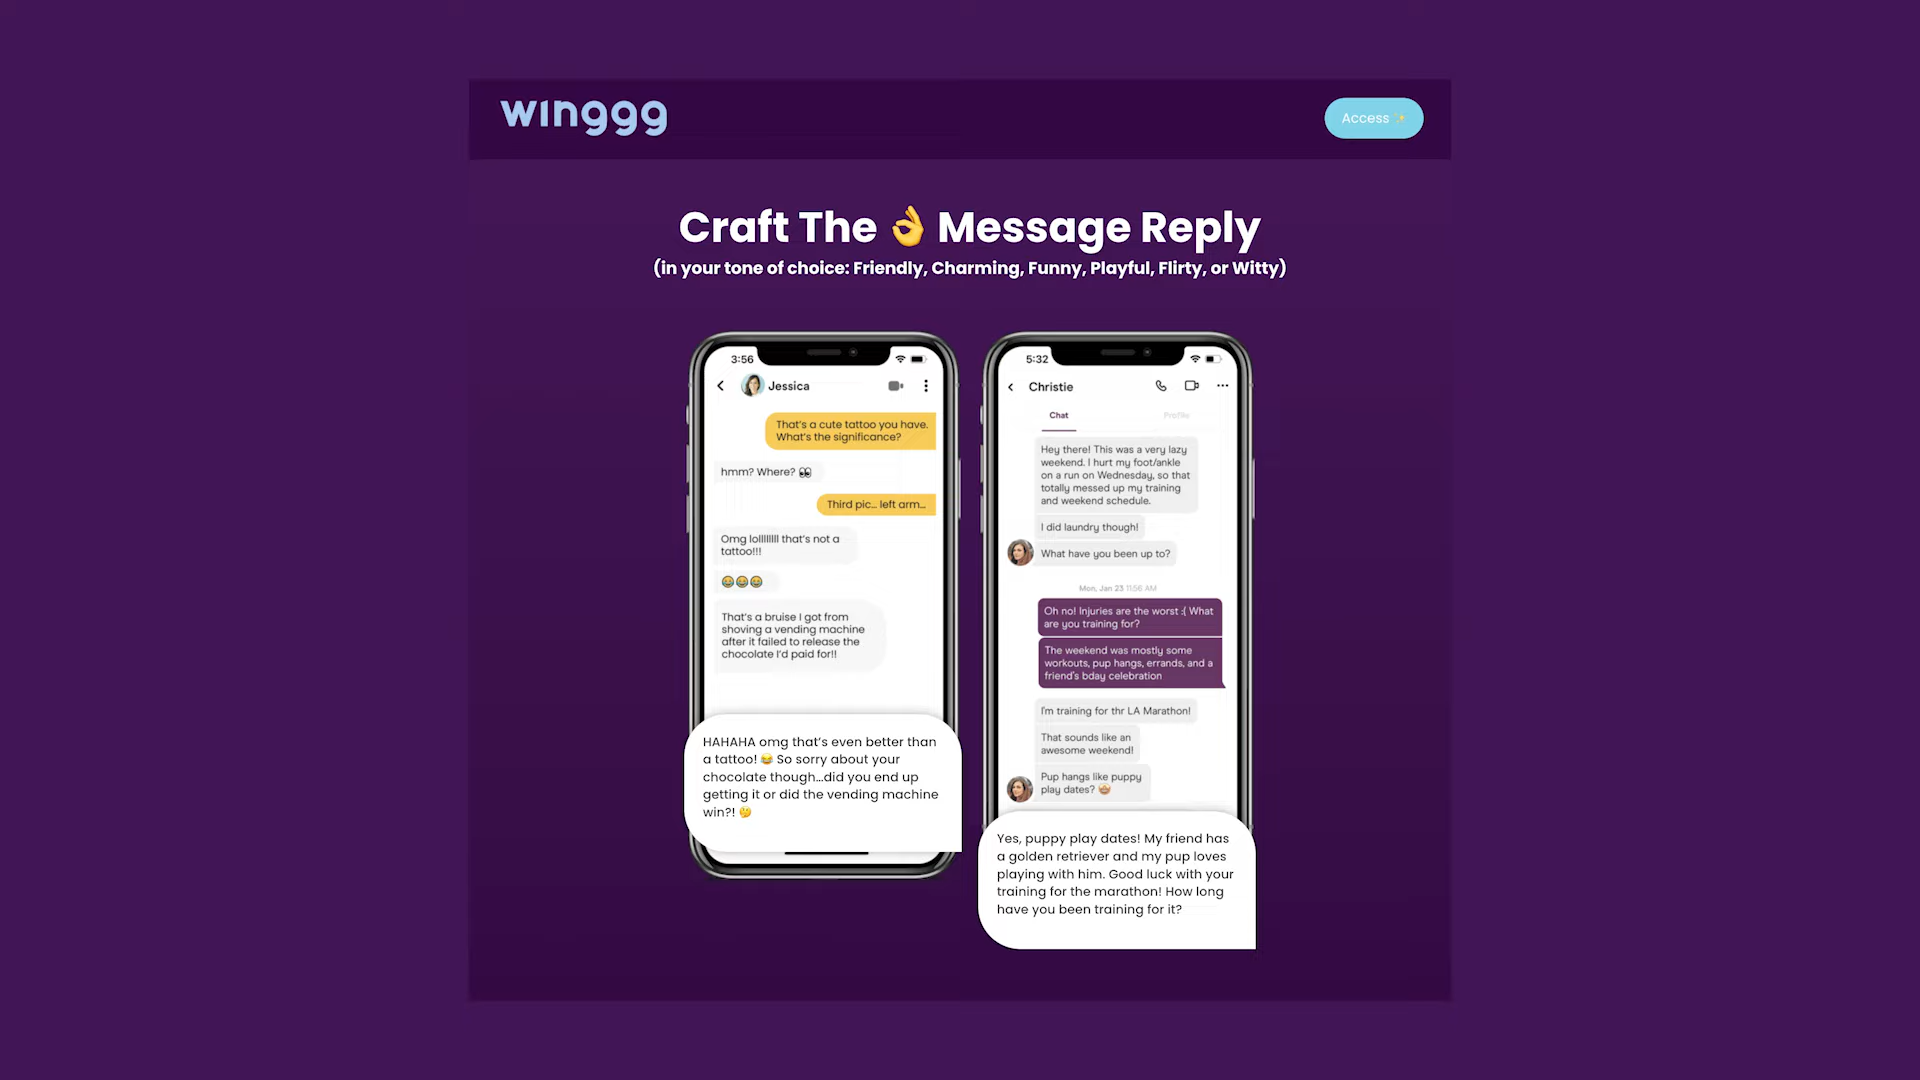 winggg
Access ✨
Craft The 👌 Message Reply
(in your tone of choice: Friendly, Charming, Funny, Playful, Flirty, or Witty)
3:56
Jessica
That's a cute tattoo you have.
What's the significance?
hmm? Where? 👀
Third pic... left arm...
Omg lollllllll that's not a
tattoo!!!
😂😂😂
That's a bruise I got from
shoving a vending machine
after it failed to release the
chocolate I'd paid for!!
HAHAHA omg that's even better than
a tattoo! 😂 So sorry about your
chocolate though...did you end up
getting it or did the vending machine
win?! 🤔
5:32
Christie
Chat
Profile
Hey there! This was a very lazy
weekend. I hurt my foot/ankle
on a run on Wednesday, so that
totally messed up my training
and weekend schedule.
I did laundry though!
What have you been up to?
Mon, Jan 23 11:56 AM
Oh no! Injuries are the worst :( What
are you training for?
The weekend was mostly some
workouts, pup hangs, errands, and a
friend's bday celebration
I'm training for thr LA Marathon!
That sounds like an
awesome weekend!
Pup hangs like puppy
play dates? 🤩
Yes, puppy play dates! My friend has
a golden retriever and my pup loves
playing with him. Good luck with your
training for the marathon! How long
have you been training for it?